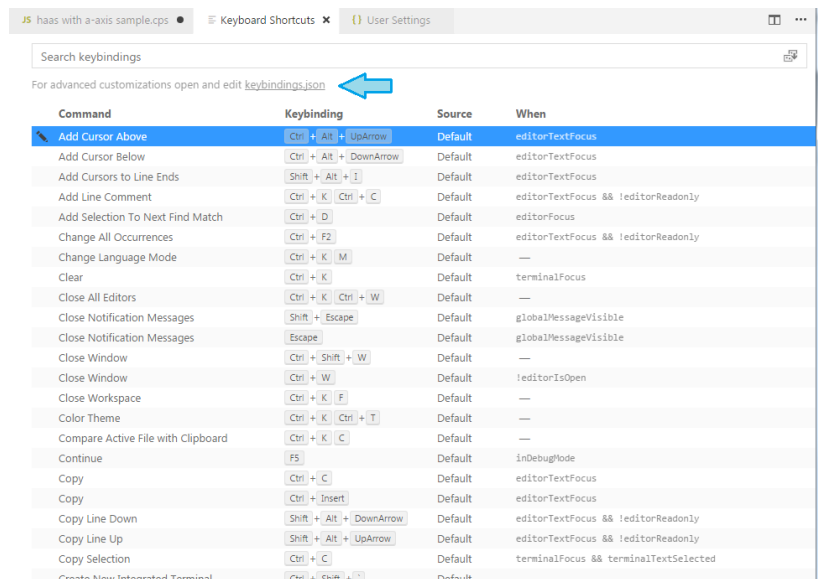 JS haas with a-axis sample.cps ● Keyboard Shortcuts × {} User Settings ...
Search keybindings
For advanced customizations open and edit keybindings.json
Command Keybinding Source When
Add Cursor Above Ctrl + Alt + UpArrow Default editorTextFocus
Add Cursor Below Ctrl + Alt + DownArrow Default editorTextFocus
Add Cursors to Line Ends Shift + Alt + I Default editorTextFocus
Add Line Comment Ctrl + K Ctrl + C Default editorTextFocus && !editorReadonly
Add Selection To Next Find Match Ctrl + D Default editorFocus
Change All Occurrences Ctrl + F2 Default editorTextFocus && !editorReadonly
Change Language Mode Ctrl + K M Default —
Clear Ctrl + K Default terminalFocus
Close All Editors Ctrl + K Ctrl + W Default —
Close Notification Messages Shift + Escape Default globalMessageVisible
Close Notification Messages Escape Default globalMessageVisible
Close Window Ctrl + Shift + W Default —
Close Window Ctrl + W Default !editorIsOpen
Close Workspace Ctrl + K F Default —
Color Theme Ctrl + K Ctrl + T Default —
Compare Active File with Clipboard Ctrl + K C Default —
Continue F5 Default inDebugMode
Copy Ctrl + C Default editorTextFocus
Copy Ctrl + Insert Default editorTextFocus
Copy Line Down Shift + Alt + DownArrow Default editorTextFocus && !editorReadonly
Copy Line Up Shift + Alt + UpArrow Default editorTextFocus && !editorReadonly
Copy Selection Ctrl + C Default terminalFocus && terminalTextSelected
Create New Integrated Terminal Ctrl + Shift + ` Default